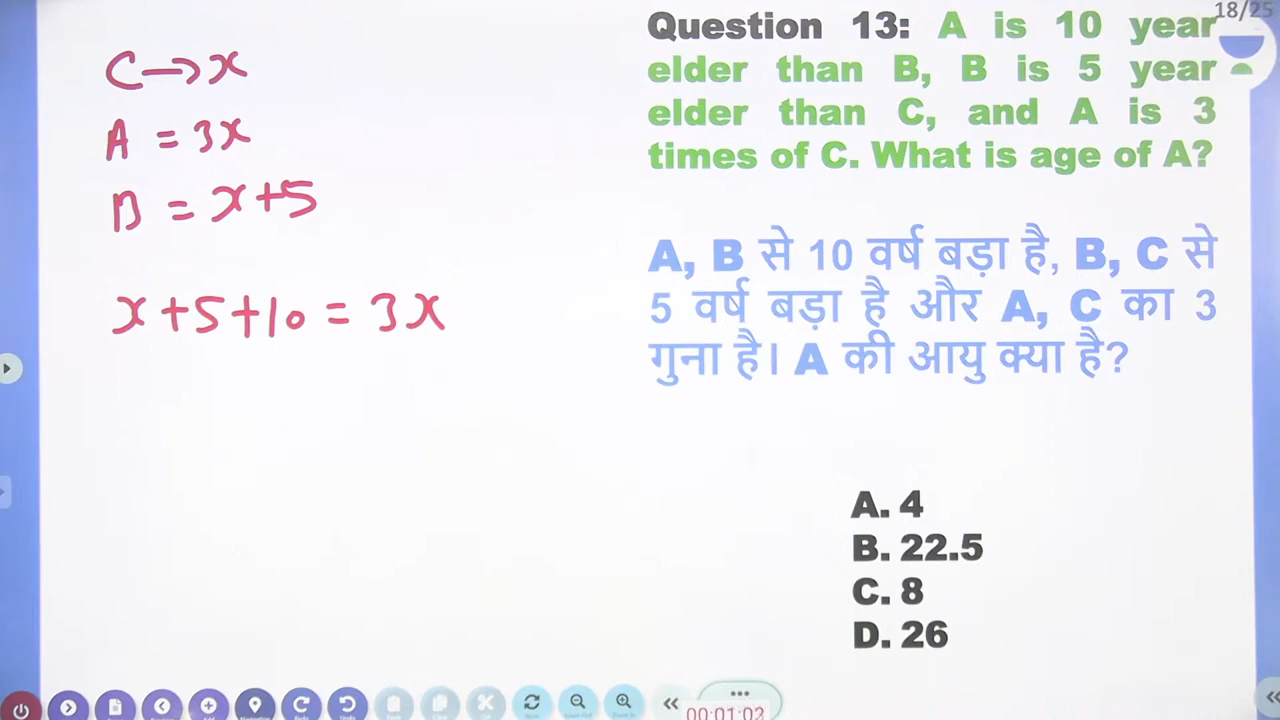 18/25
C → x
A = 3x
B = x+5
x+5+10 = 3x
Question 13: A is 10 year
elder than B, B is 5 year
elder than C, and A is 3
times of C. What is age of A?
A, B से 10 वर्ष बड़ा है, B, C से
5 वर्ष बड़ा है और A, C का 3
गुना है। A की आयु क्या है?
A. 4
B. 22.5
C. 8
D. 26
00:01:02